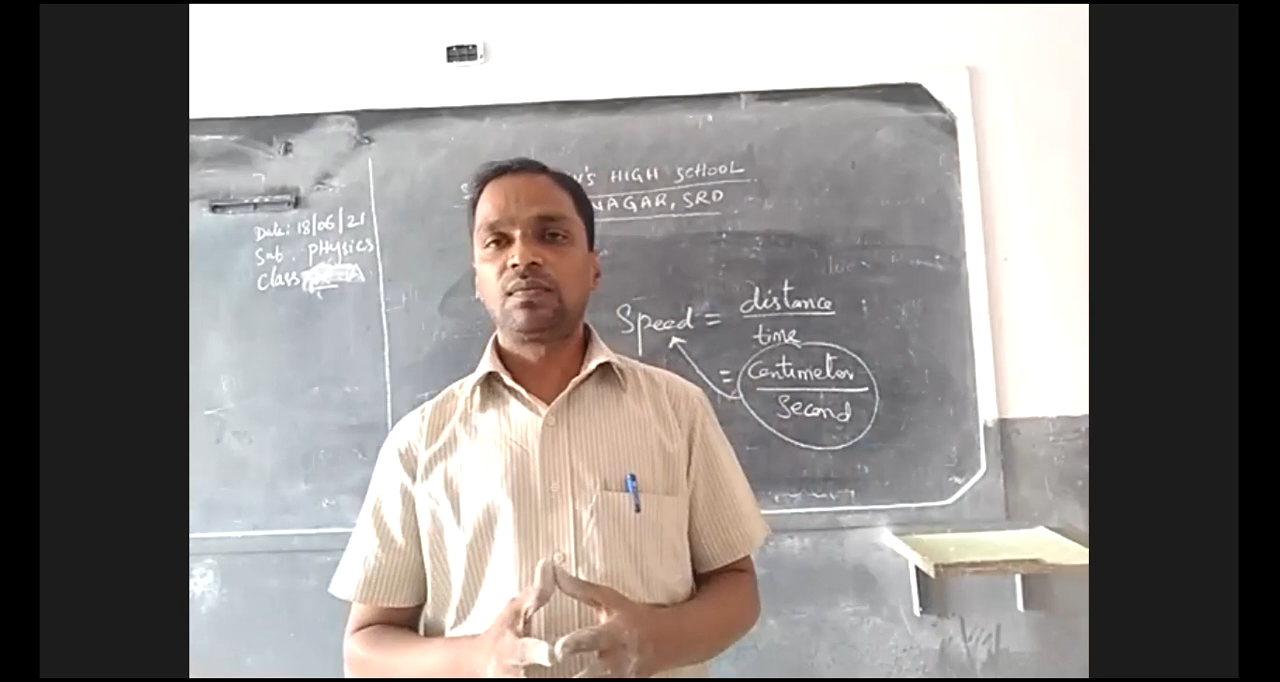 HIGH SCHOOL
NAGAR, SRD
Date: 18/06/21
Sub. PHysics
Class
Speed = distance
time
= Centimeter
Second